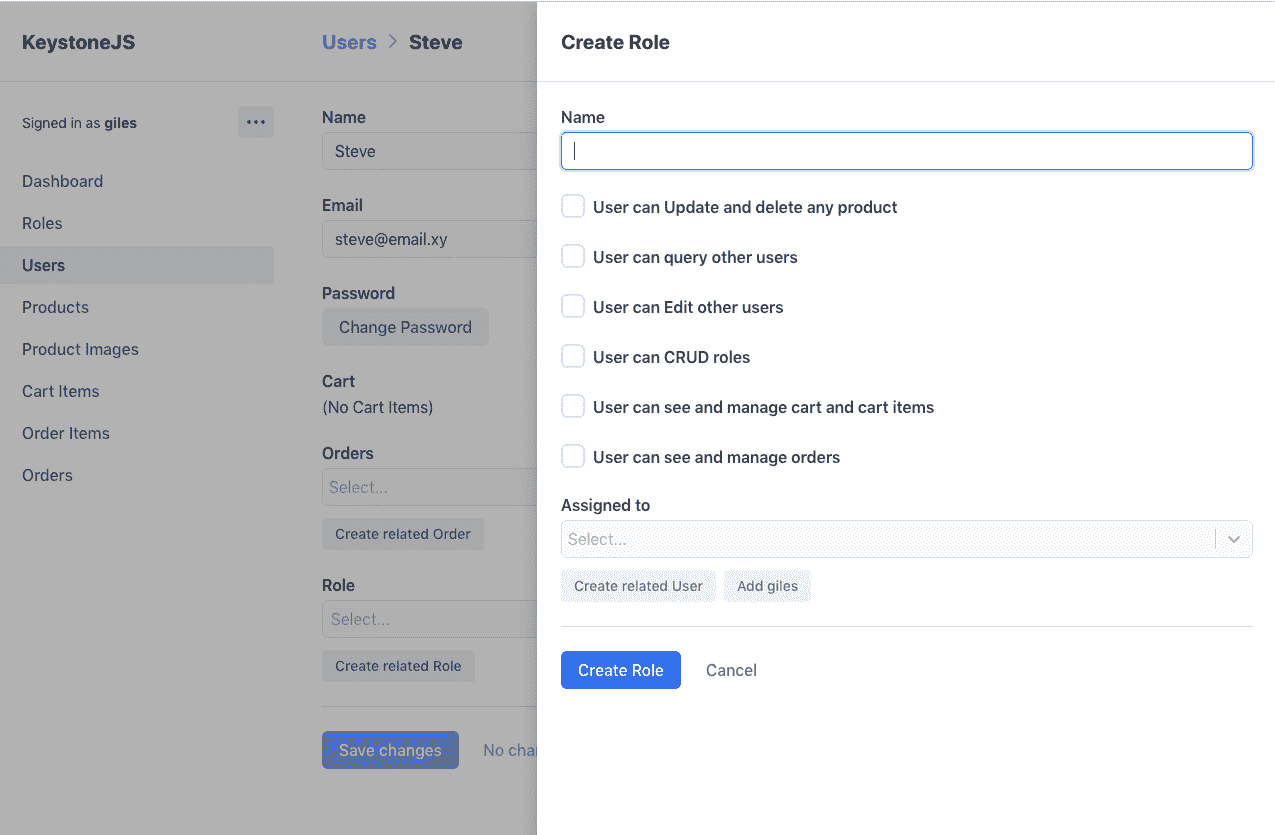 KeystoneJS
Signed in as giles
Dashboard
Roles
Users
Products
Product Images
Cart Items
Order Items
Orders
Users > Steve
Name
Steve
Email
steve@email.xy
Password
Change Password
Cart
(No Cart Items)
Orders
Select...
Create related Order
Role
Select...
Create related Role
Save changes
No
Create Role
Name
User can Update and delete any product
User can query other users
User can Edit other users
User can CRUD roles
User can see and manage cart and cart items
User can see and manage orders
Assigned to
Select...
Create related User
Add giles
Create Role
Cancel